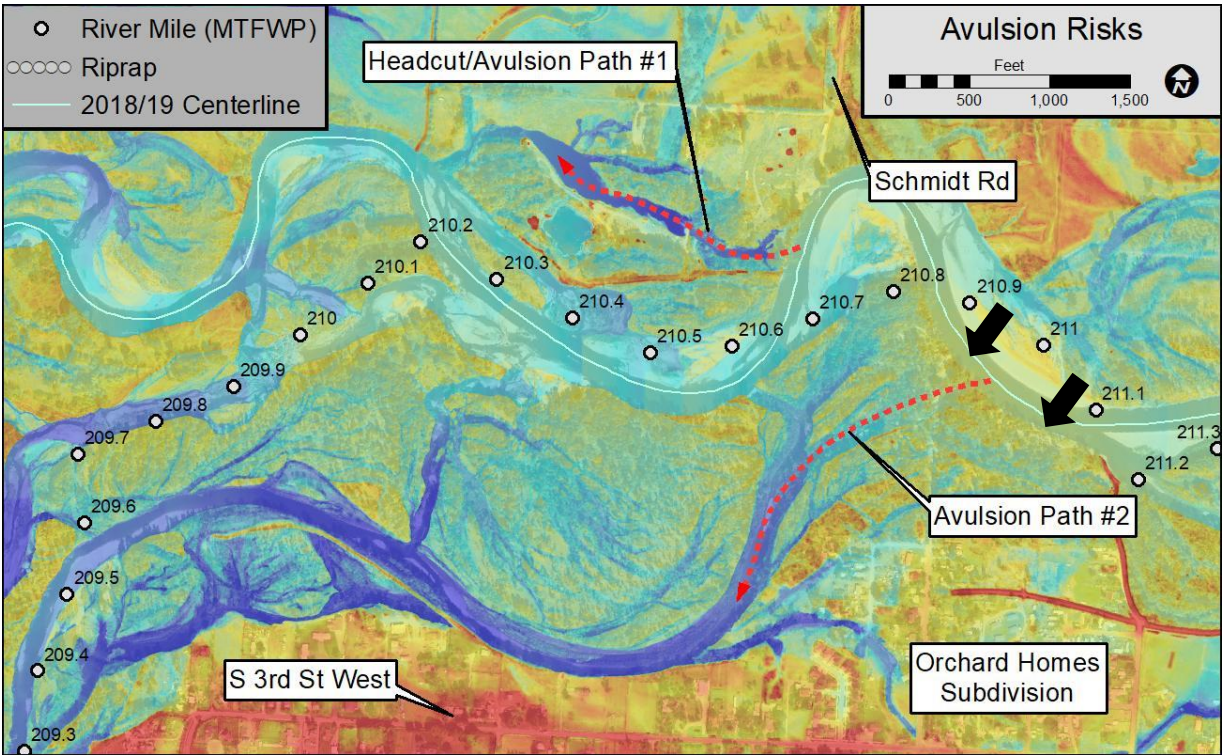 River Mile (MTFWP)
Riprap
2018/19 Centerline
Avulsion Risks
Feet
0 500 1,000 1,500
N
Headcut/Avulsion Path #1
Schmidt Rd
210.2
210.3
210.1
210
210.4
210.5
210.6
210.7
210.8
210.9
211
211.1
211.3
211.2
209.9
209.8
209.7
209.6
209.5
209.4
209.3
Avulsion Path #2
Orchard Homes
Subdivision
S 3rd St West